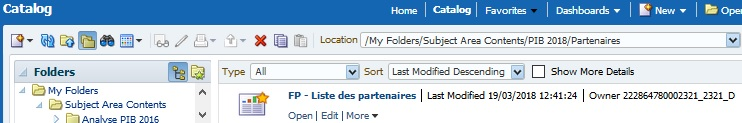 Catalog Home Catalog Favorites Dashboards New Open
Location /My Folders/Subject Area Contents/PIB 2018/Partenaires
Folders Type All Sort Last Modified Descending Show More Details
My Folders
FP - Liste des partenaires | Last Modified 19/03/2018 12:41:24 | Owner 222864780002321_2321_D
Subject Area Contents
Analyse PIB 2016
Open | Edit | More